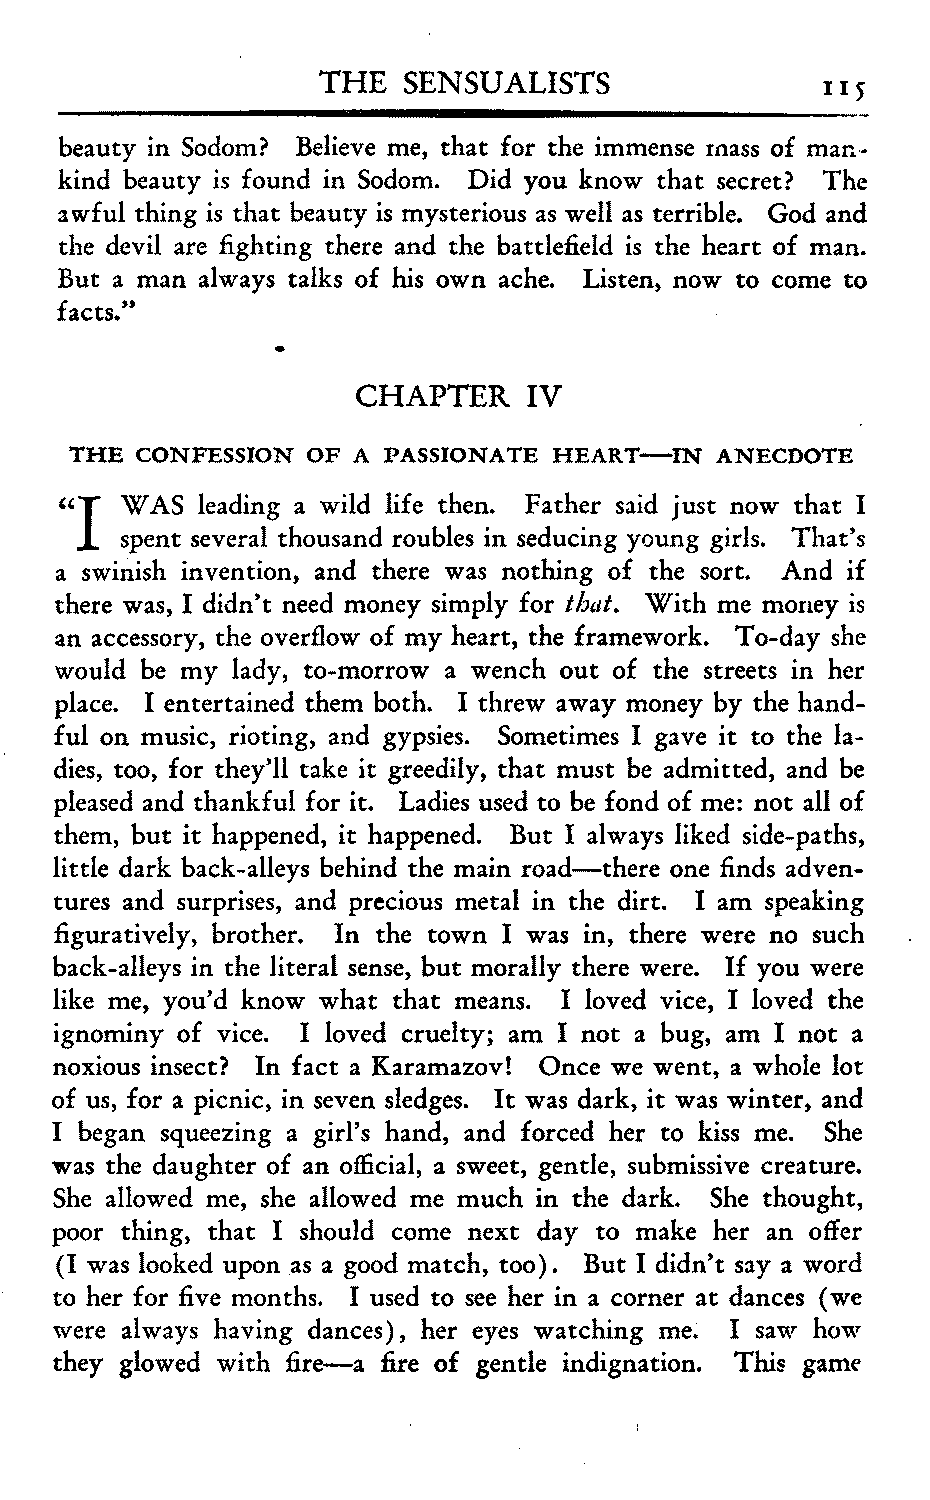 THE SENSUALISTS 115
beauty in Sodom? Believe me, that for the immense mass of man-
kind beauty is found in Sodom. Did you know that secret? The
awful thing is that beauty is mysterious as well as terrible. God and
the devil are fighting there and the battlefield is the heart of man.
But a man always talks of his own ache. Listen, now to come to
facts."
CHAPTER IV
THE CONFESSION OF A PASSIONATE HEART—IN ANECDOTE
"I WAS leading a wild life then. Father said just now that I
spent several thousand roubles in seducing young girls. That's
a swinish invention, and there was nothing of the sort. And if
there was, I didn't need money simply for that. With me money is
an accessory, the overflow of my heart, the framework. To-day she
would be my lady, to-morrow a wench out of the streets in her
place. I entertained them both. I threw away money by the hand-
ful on music, rioting, and gypsies. Sometimes I gave it to the la-
dies, too, for they'll take it greedily, that must be admitted, and be
pleased and thankful for it. Ladies used to be fond of me: not all of
them, but it happened, it happened. But I always liked side-paths,
little dark back-alleys behind the main road—there one finds adven-
tures and surprises, and precious metal in the dirt. I am speaking
figuratively, brother. In the town I was in, there were no such
back-alleys in the literal sense, but morally there were. If you were
like me, you'd know what that means. I loved vice, I loved the
ignominy of vice. I loved cruelty; am I not a bug, am I not a
noxious insect? In fact a Karamazov! Once we went, a whole lot
of us, for a picnic, in seven sledges. It was dark, it was winter, and
I began squeezing a girl's hand, and forced her to kiss me. She
was the daughter of an official, a sweet, gentle, submissive creature.
She allowed me, she allowed me much in the dark. She thought,
poor thing, that I should come next day to make her an offer
(I was looked upon as a good match, too). But I didn't say a word
to her for five months. I used to see her in a corner at dances (we
were always having dances), her eyes watching me. I saw how
they glowed with fire—a fire of gentle indignation. This game